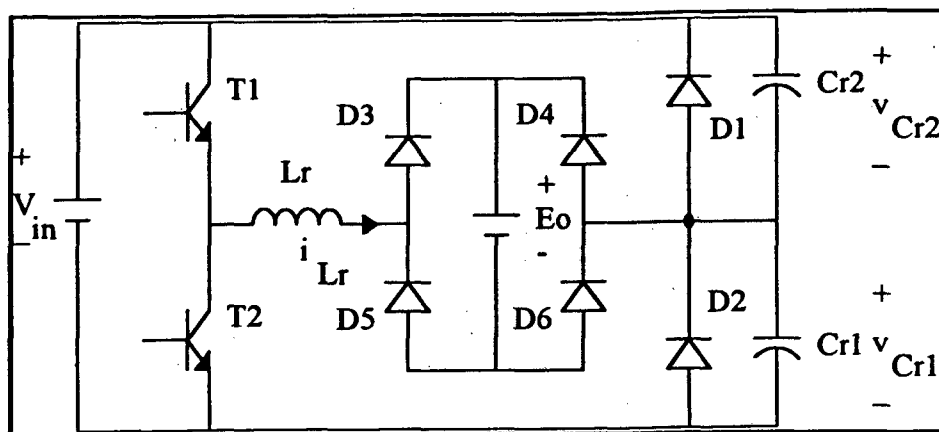 T1
D3
D4
D1
Cr2
+
v
Cr2
−
+
V
in
−
Lr
i
Lr
+
Eo
-
T2
D5
D6
D2
Cr1
+
v
Cr1
−